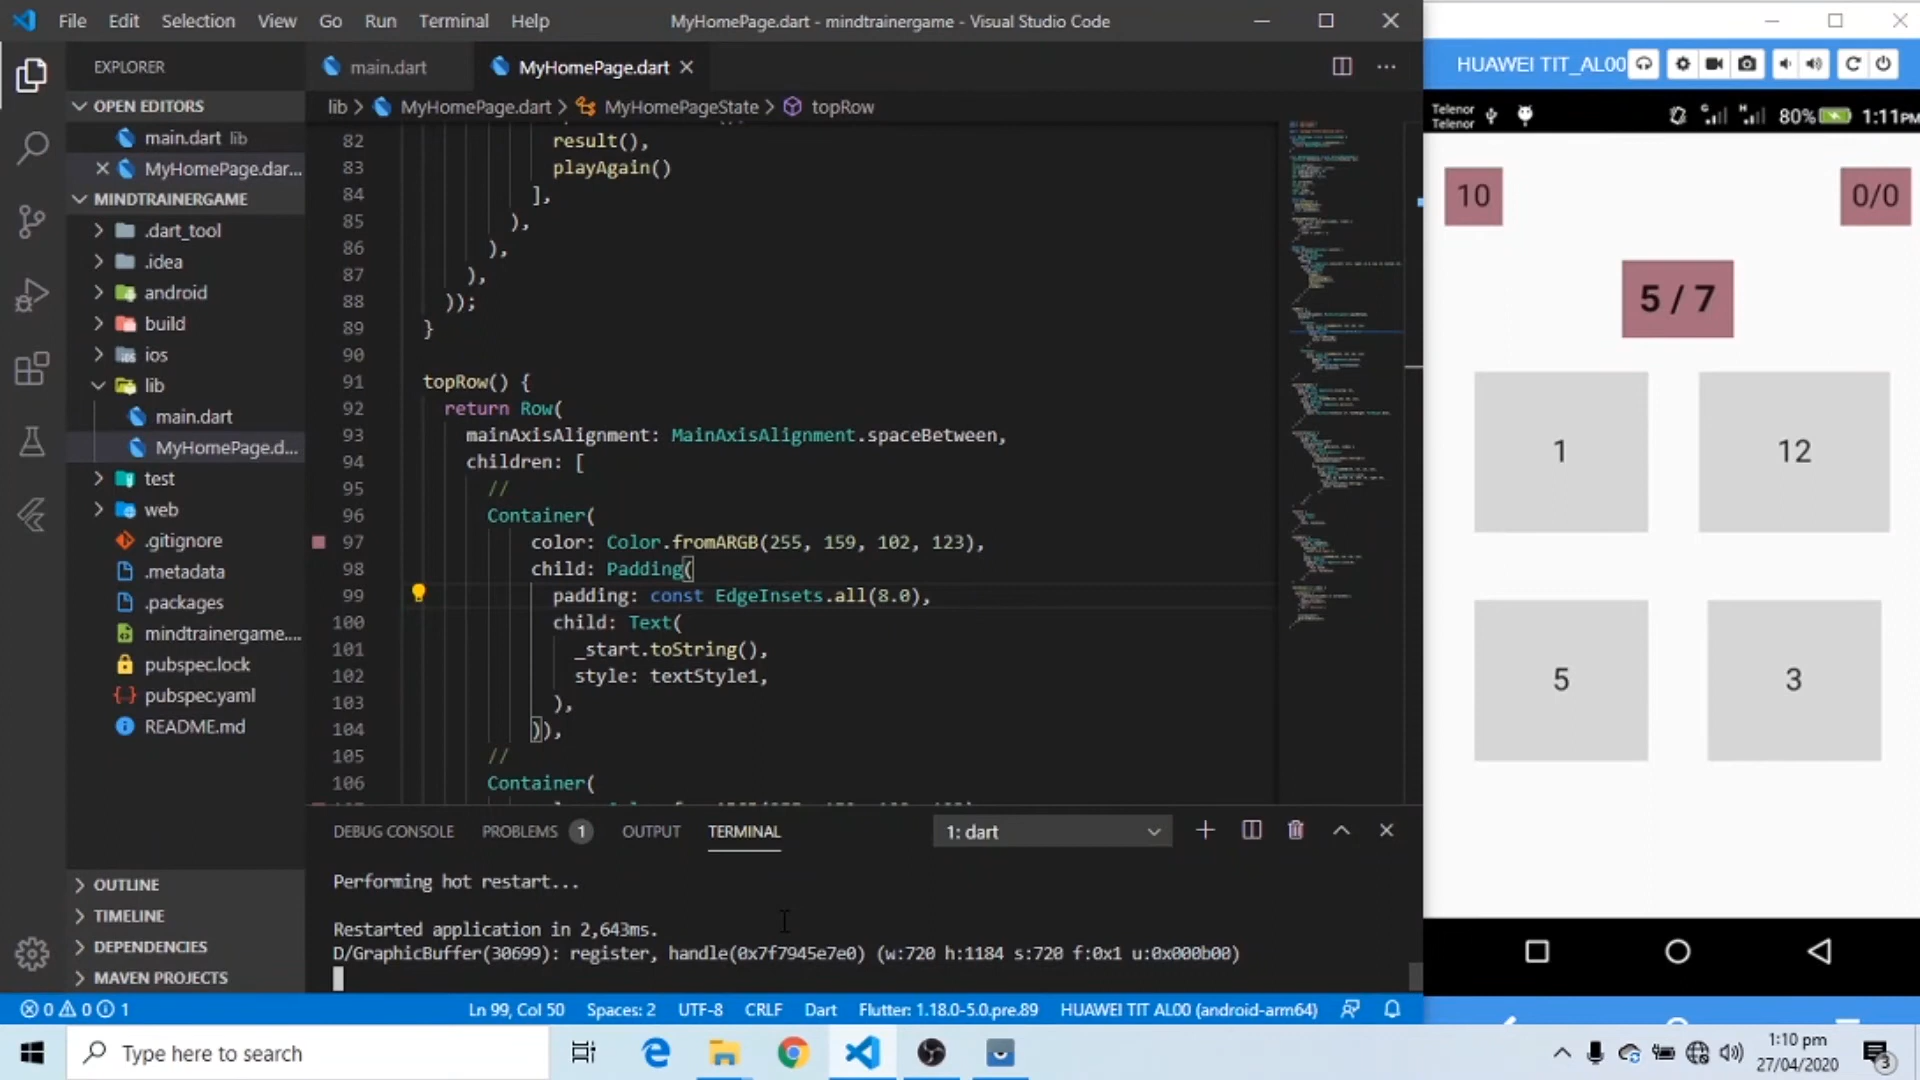 File Edit Selection View Go Run Terminal Help
MyHomePage.dart - mindtrainergame - Visual Studio Code
EXPLORER
OPEN EDITORS
main.dart lib
MyHomePage.dar...
MINDTRAINERGAME
.dart_tool
.idea
android
build
ios
lib
main.dart
MyHomePage.d...
test
web
.gitignore
.metadata
.packages
mindtrainergame....
pubspec.lock
pubspec.yaml
README.md
OUTLINE
TIMELINE
DEPENDENCIES
MAVEN PROJECTS
main.dart MyHomePage.dart
lib > MyHomePage.dart > MyHomePageState > topRow
82 result(),
83 playAgain()
84 ],
85 ),
86 ),
87 ),
88 ));
89 }
90
91 topRow() {
92 return Row(
93 mainAxisAlignment: MainAxisAlignment.spaceBetween,
94 children: [
95 //
96 Container(
97 color: Color.fromARGB(255, 159, 102, 123),
98 child: Padding(
99 padding: const EdgeInsets.all(8.0),
100 child: Text(
101 _start.toString(),
102 style: textStyle1,
103 ),
104 )),
105 //
106 Container(
DEBUG CONSOLE PROBLEMS 1 OUTPUT TERMINAL 1: dart
Performing hot restart...
Restarted application in 2,643ms.
D/GraphicBuffer(30699): register, handle(0x7f7945e7e0) (w:720 h:1184 s:720 f:0x1 u:0x000b00)
0 0 1 Ln 99, Col 50 Spaces: 2 UTF-8 CRLF Dart Flutter: 1.18.0-5.0.pre.89 HUAWEI TIT AL00 (android-arm64)
HUAWEI TIT_AL00
Telenor
Telenor
G H 80% 1:11PM
10 0/0
5 / 7
1 12
5 3
Type here to search
1:10 pm
27/04/2020
3